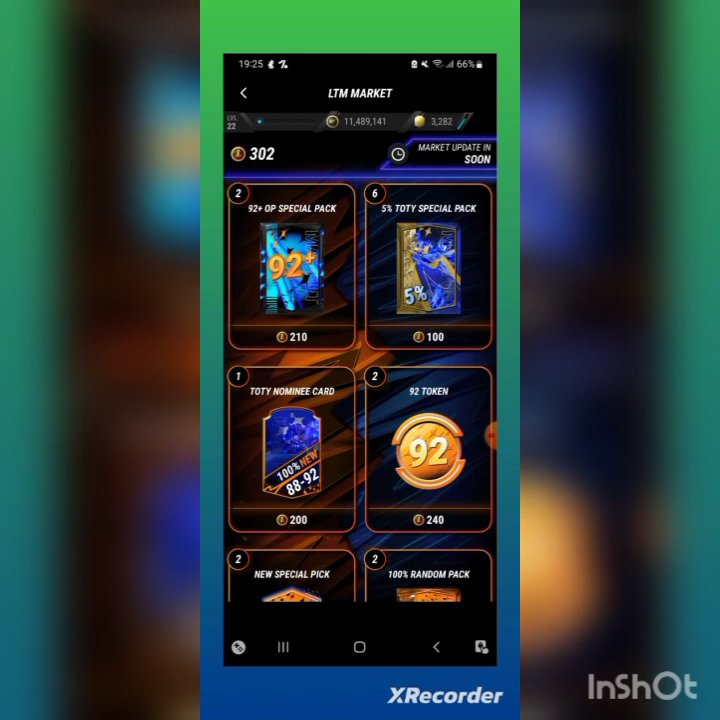 19:25
66%
LTM MARKET
LVL
22
11,489,141
3,282
302
MARKET UPDATE IN
SOON
2
92+ OP SPECIAL PACK
92+
210
6
5% TOTY SPECIAL PACK
5%
100
1
TOTY NOMINEE CARD
100% NEW
88-92
200
2
92 TOKEN
92
240
2
NEW SPECIAL PICK
2
100% RANDOM PACK
XRecorder
InShOt